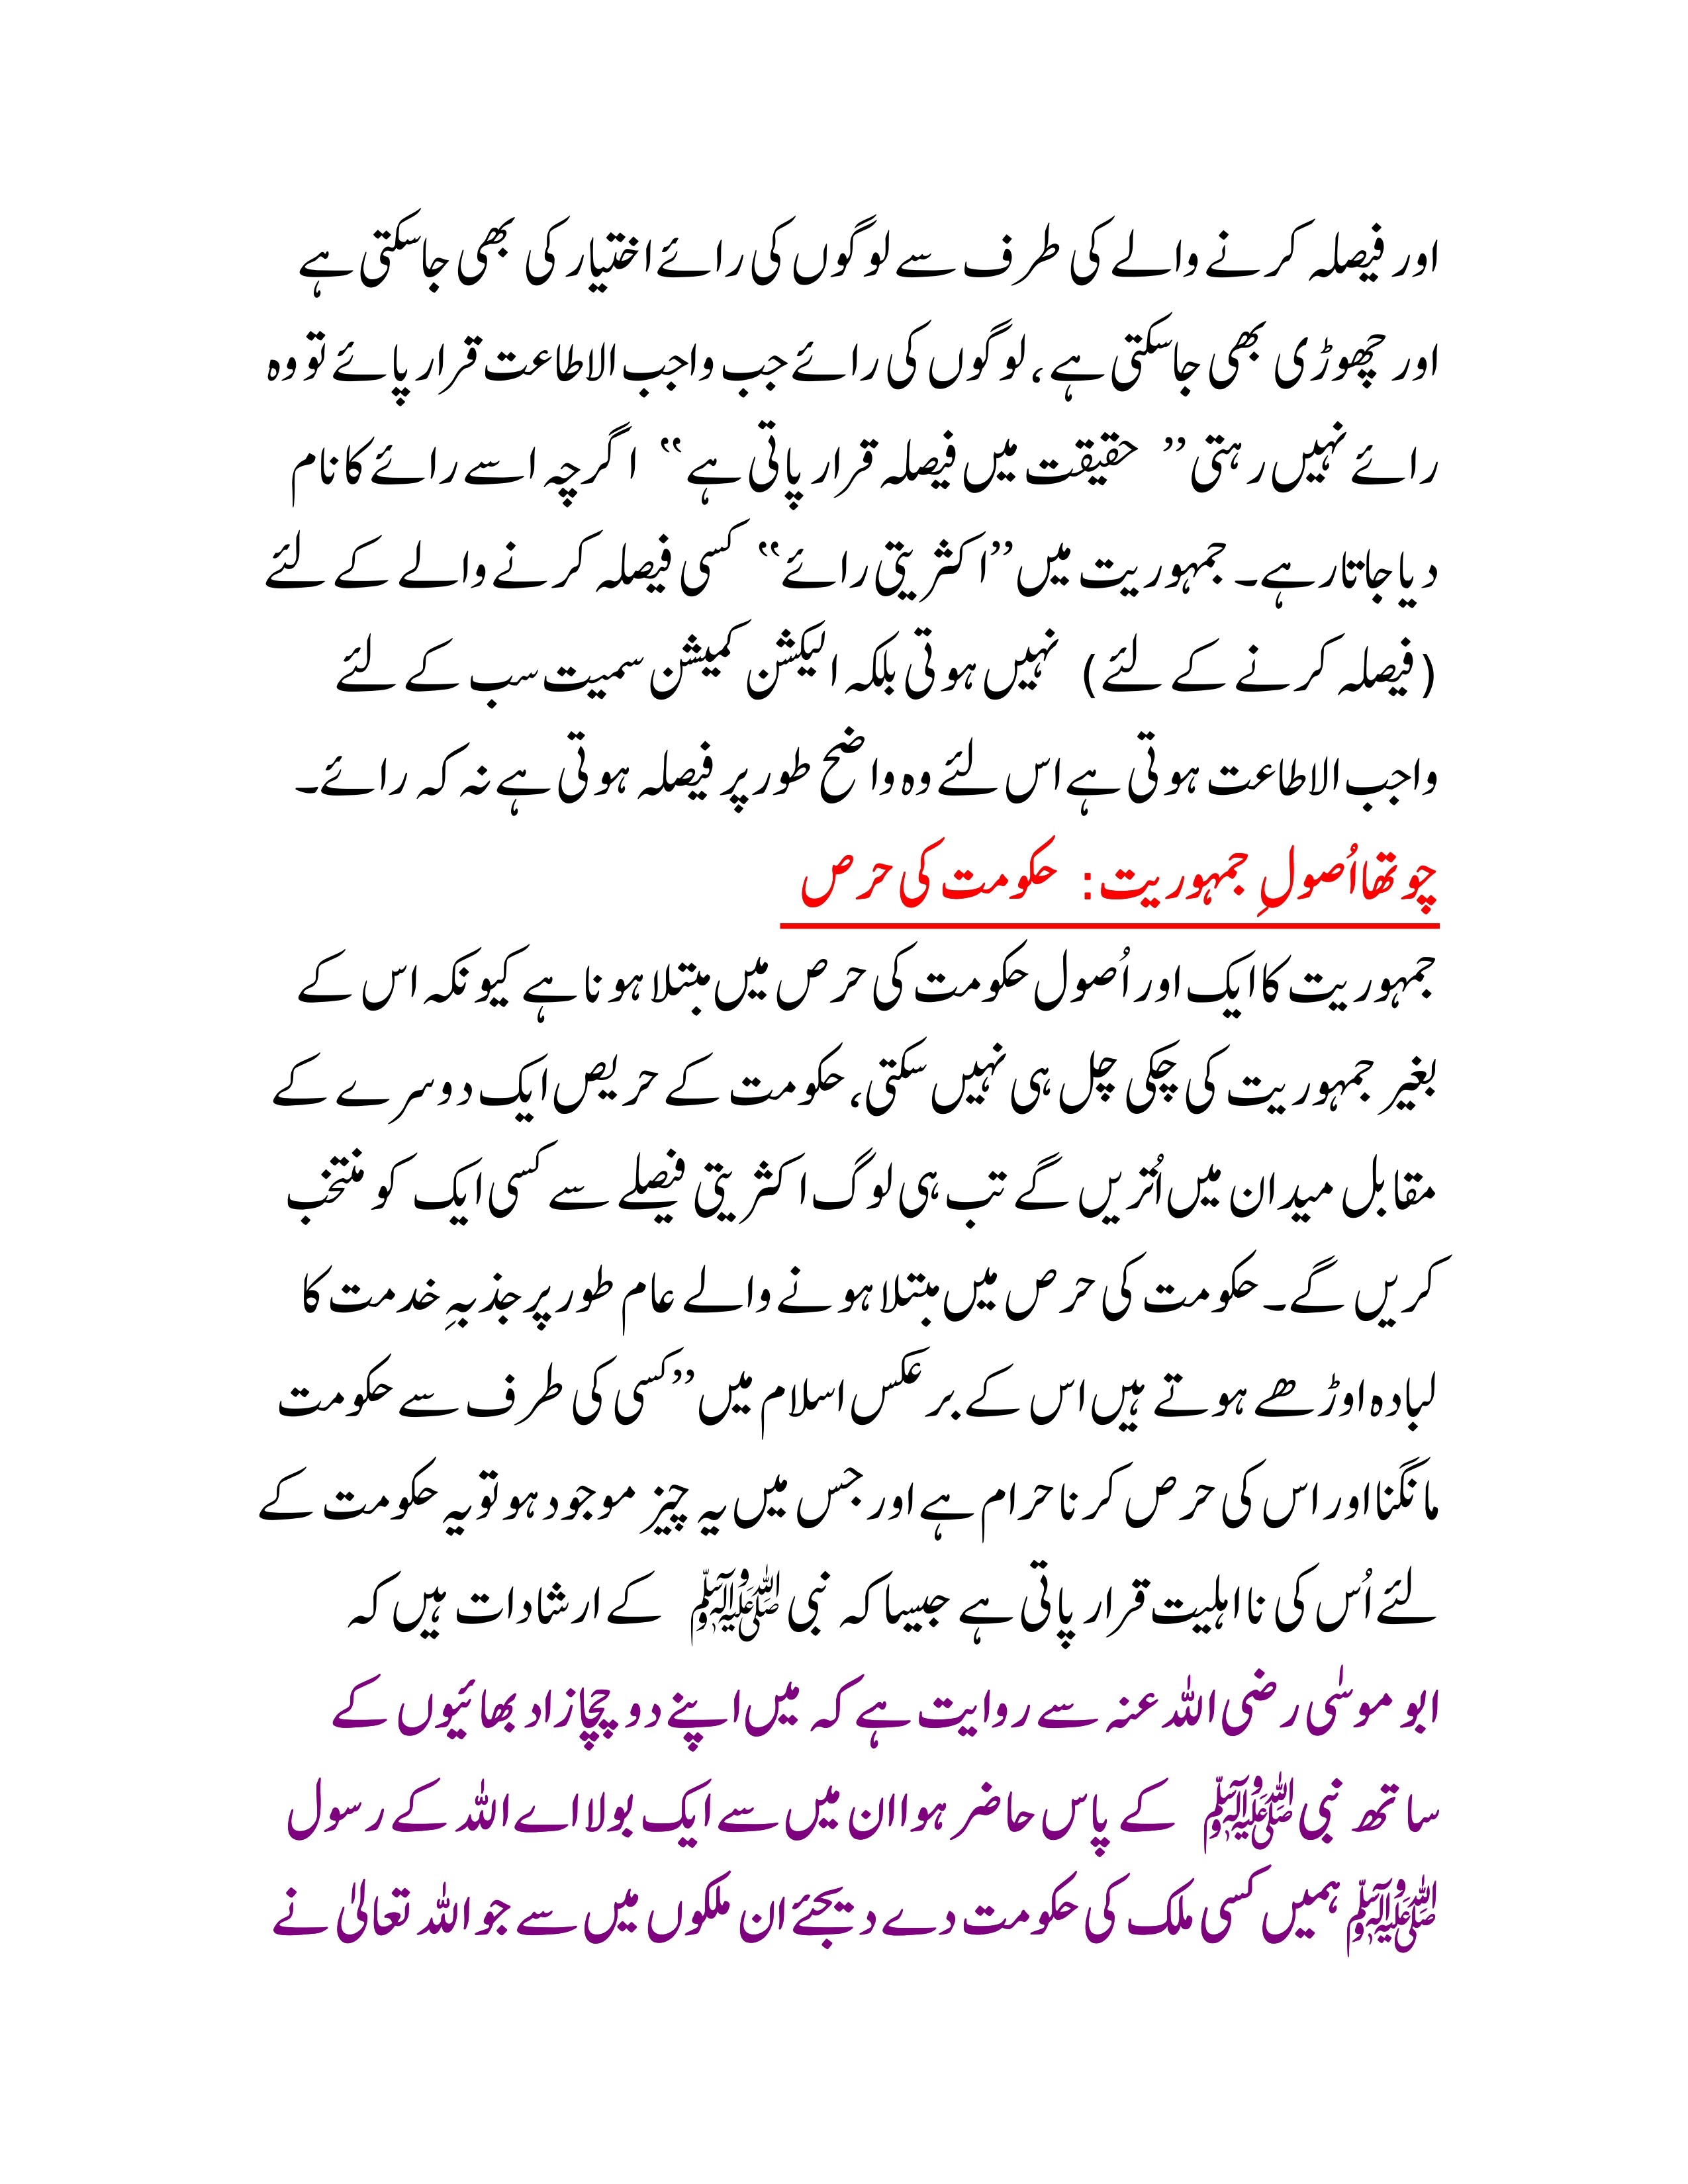 اور فیصلہ کرنے والے کی طرف سے لوگوں کی رائے اختیار کی بھی جاسکتی ہے
اور چھوڑی بھی جاسکتی ہے، لوگوں کی رائے جب واجب الاطاعت قرار پائے تو وہ
رائے نہیں رہتی ”حقیقت میں فیصلہ قرار پاتی ہے“ اگرچہ اسے رائے کا نام
دیا جاتا رہے۔ جمہوریت میں ”اکثریتی رائے“ کسی فیصلہ کرنے والے کے لئے
(فیصلہ کرنے کے لئے) نہیں ہوتی بلکہ الیکشن کمیشن سمیت سب کے لئے
واجب الاطاعت ہوتی ہے اس لئے وہ واضح طور پر فیصلہ ہوتی ہے نہ کہ رائے۔
چوتھا اُصولِ جمہوریت: حکومت کی حرص
جمہوریت کا ایک اور اُصول حکومت کی حرص میں مبتلا ہونا ہے کیونکہ اس کے
بغیر جمہوریت کی چکی چل ہی نہیں سکتی، حکومت کے حریص ایک دوسرے کے
مقابل میدان میں اُتریں گے تب ہی لوگ اکثریتی فیصلے سے کسی ایک کو منتخب
کریں گے۔ حکومت کی حرص میں مبتلا ہونے والے عام طور پر جذبہِ خدمت کا
لبادہ اوڑھے ہوتے ہیں اس کے برعکس اسلام میں ”کسی کی طرف سے حکومت
مانگنا اور اس کی حرص کرنا حرام ہے اور جس میں یہ چیز موجود ہو تو یہ حکومت کے
لئے اُس کی نااہلیت قرار پاتی ہے جیسا کہ نبی ﷺ کے ارشادات ہیں کہ
ابو موسٰی رضی اللہ عنہ سے روایت ہے کہ میں اپنے دو چچازاد بھائیوں کے
ساتھ نبی ﷺ کے پاس حاضر ہوا ان میں سے ایک بولا اے اللہ کے رسول
ﷺ ہمیں کسی ملک کی حکومت دے دیجئے ان ملکوں میں سے جو اللہ تعالیٰ نے